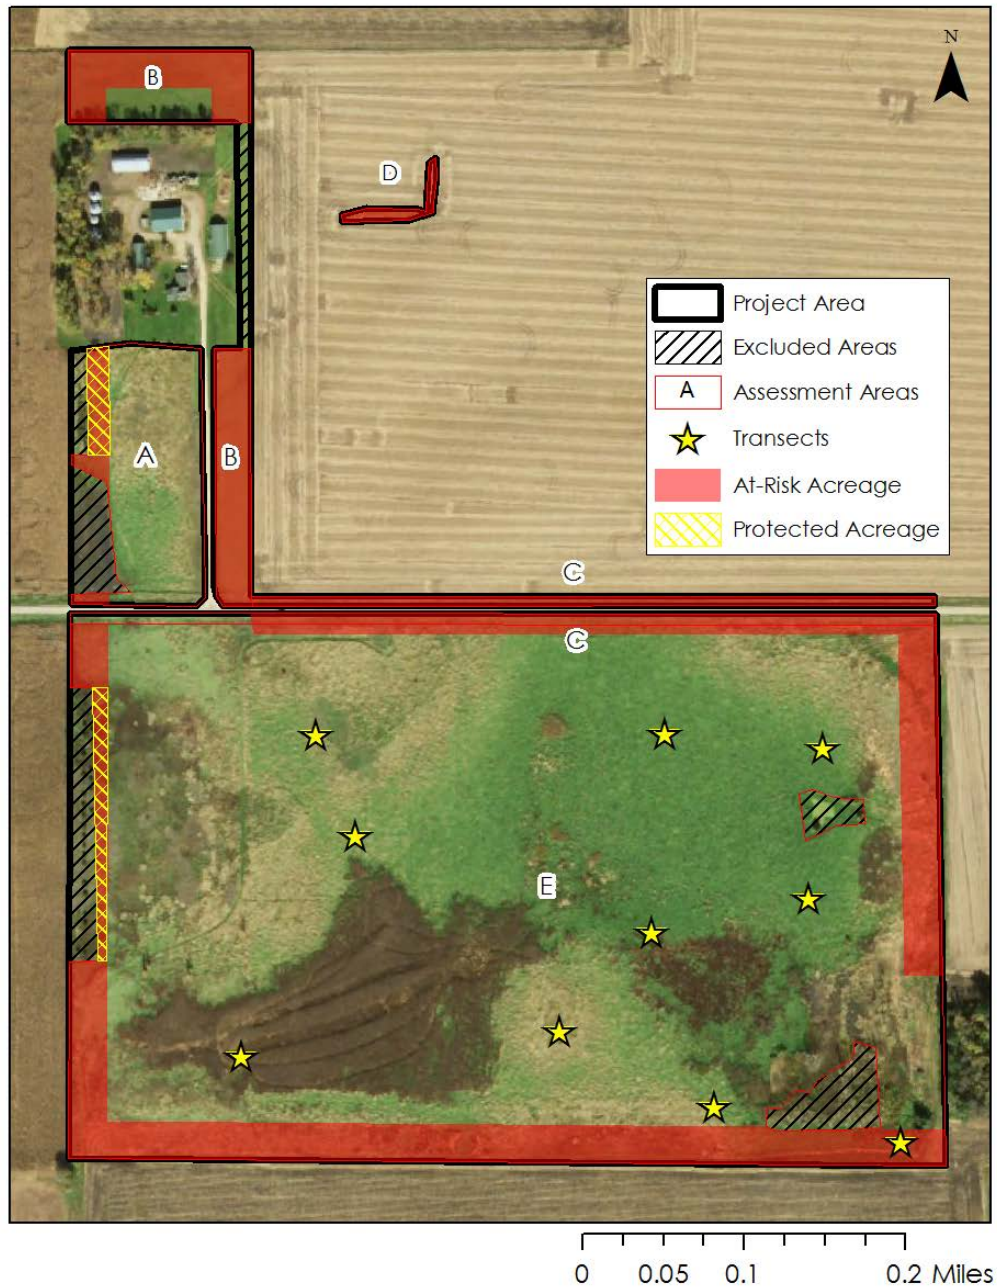 N
B
D
Project Area
Excluded Areas
A Assessment Areas
Transects
At-Risk Acreage
Protected Acreage
A
B
C
C
E
0 0.05 0.1 0.2 Miles